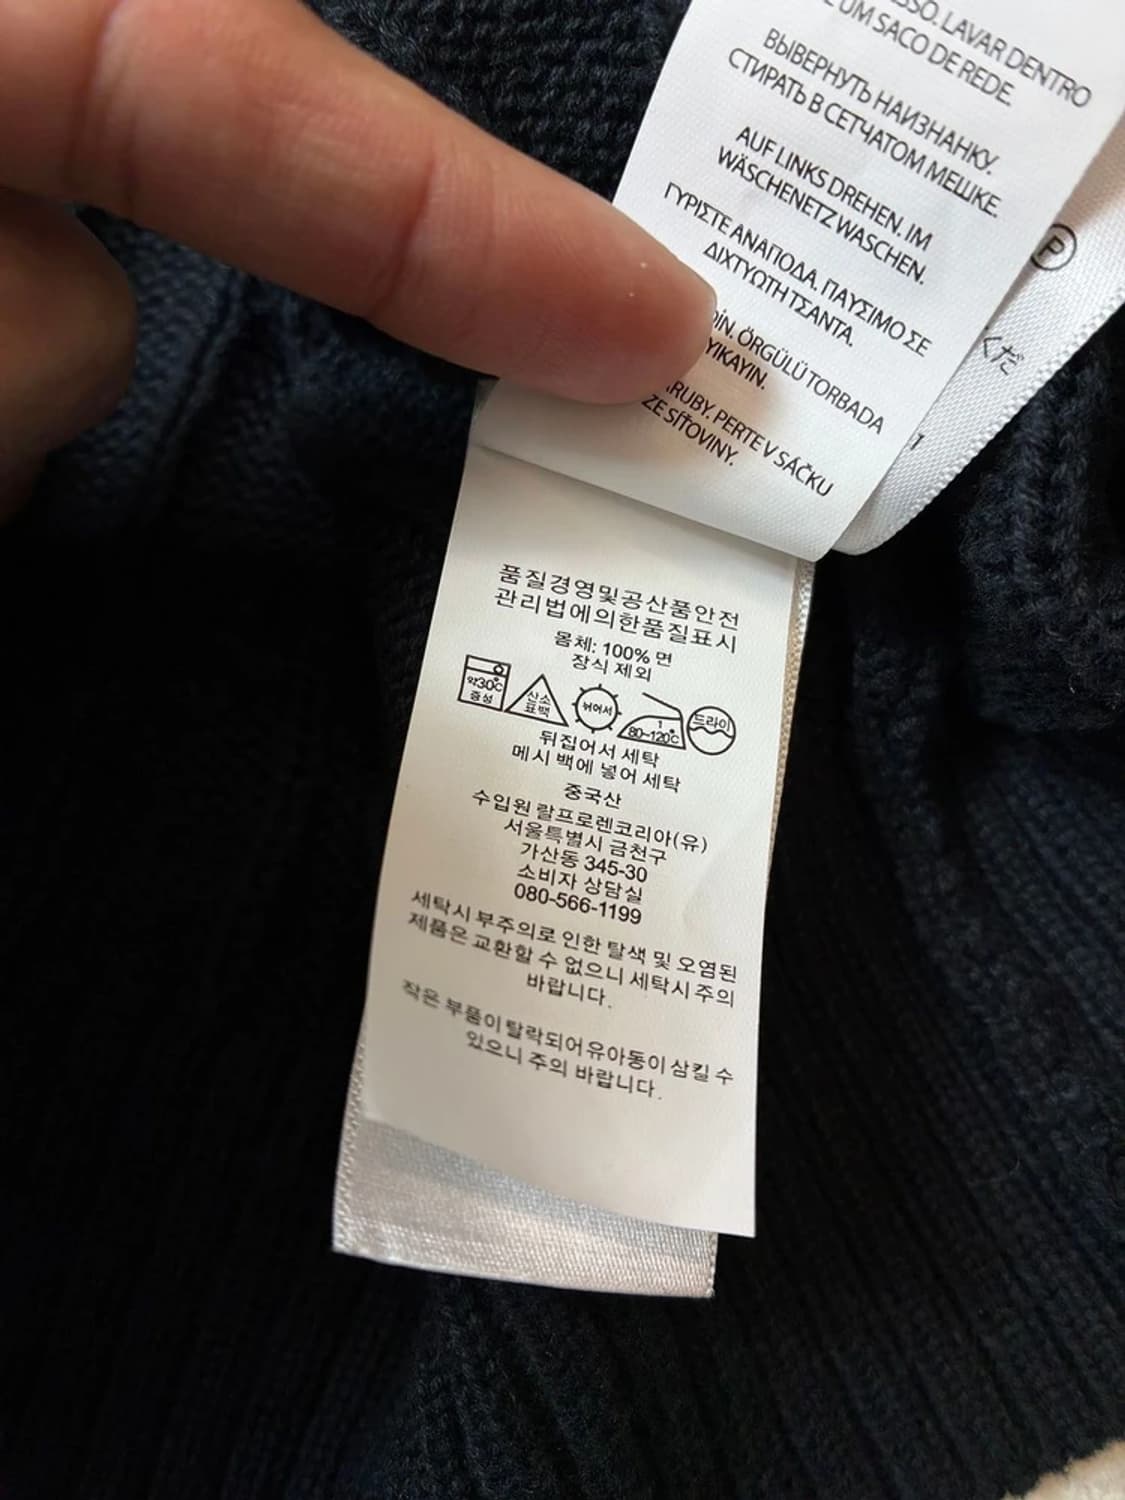 SSO. LAVAR DENTRO
E UM SACO DE REDE.
ВЫВЕРНУТЬ НАИЗНАНКУ.
СТИРАТЬ В СЕТЧАТОМ МЕШКЕ.
AUF LINKS DREHEN. IM
WÄSCHENETZ WASCHEN.
ΓΥΡΙΣΤΕ ΑΝΑΠΟΔΑ. ΠΛΥΣΙΜΟ ΣΕ
ΔΙΧΤΥΩΤΗ ΤΣΑΝΤΑ.
DİN. ÖRGÜLÜ TORBADA
YIKAYIN.
RUBY. PERTE V SÁČKU
ZE SÍŤOVINY.
P
くだ
1
품질경영및공산품안전
관리법에의한품질표시
몸체: 100% 면
장식 제외
약30℃
중성
산소
표백
뉘어서
1
80~120℃
드라이
뒤집어서 세탁
메시 백에 넣어 세탁
중국산
수입원 랄프로렌코리아(유)
서울특별시 금천구
가산동 345-30
소비자 상담실
080-566-1199
세탁시 부주의로 인한 탈색 및 오염된
제품은 교환할 수 없으니 세탁시 주의
바랍니다.
작은 부품이 탈락되어 유아동이 삼킬 수
있으니 주의 바랍니다.